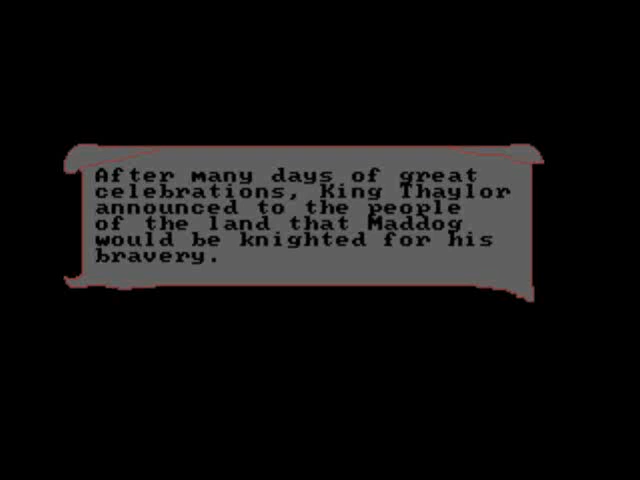 After many days of great
celebrations, King Thaylor
announced to the people
of the land that Maddog
would be knighted for his
bravery.